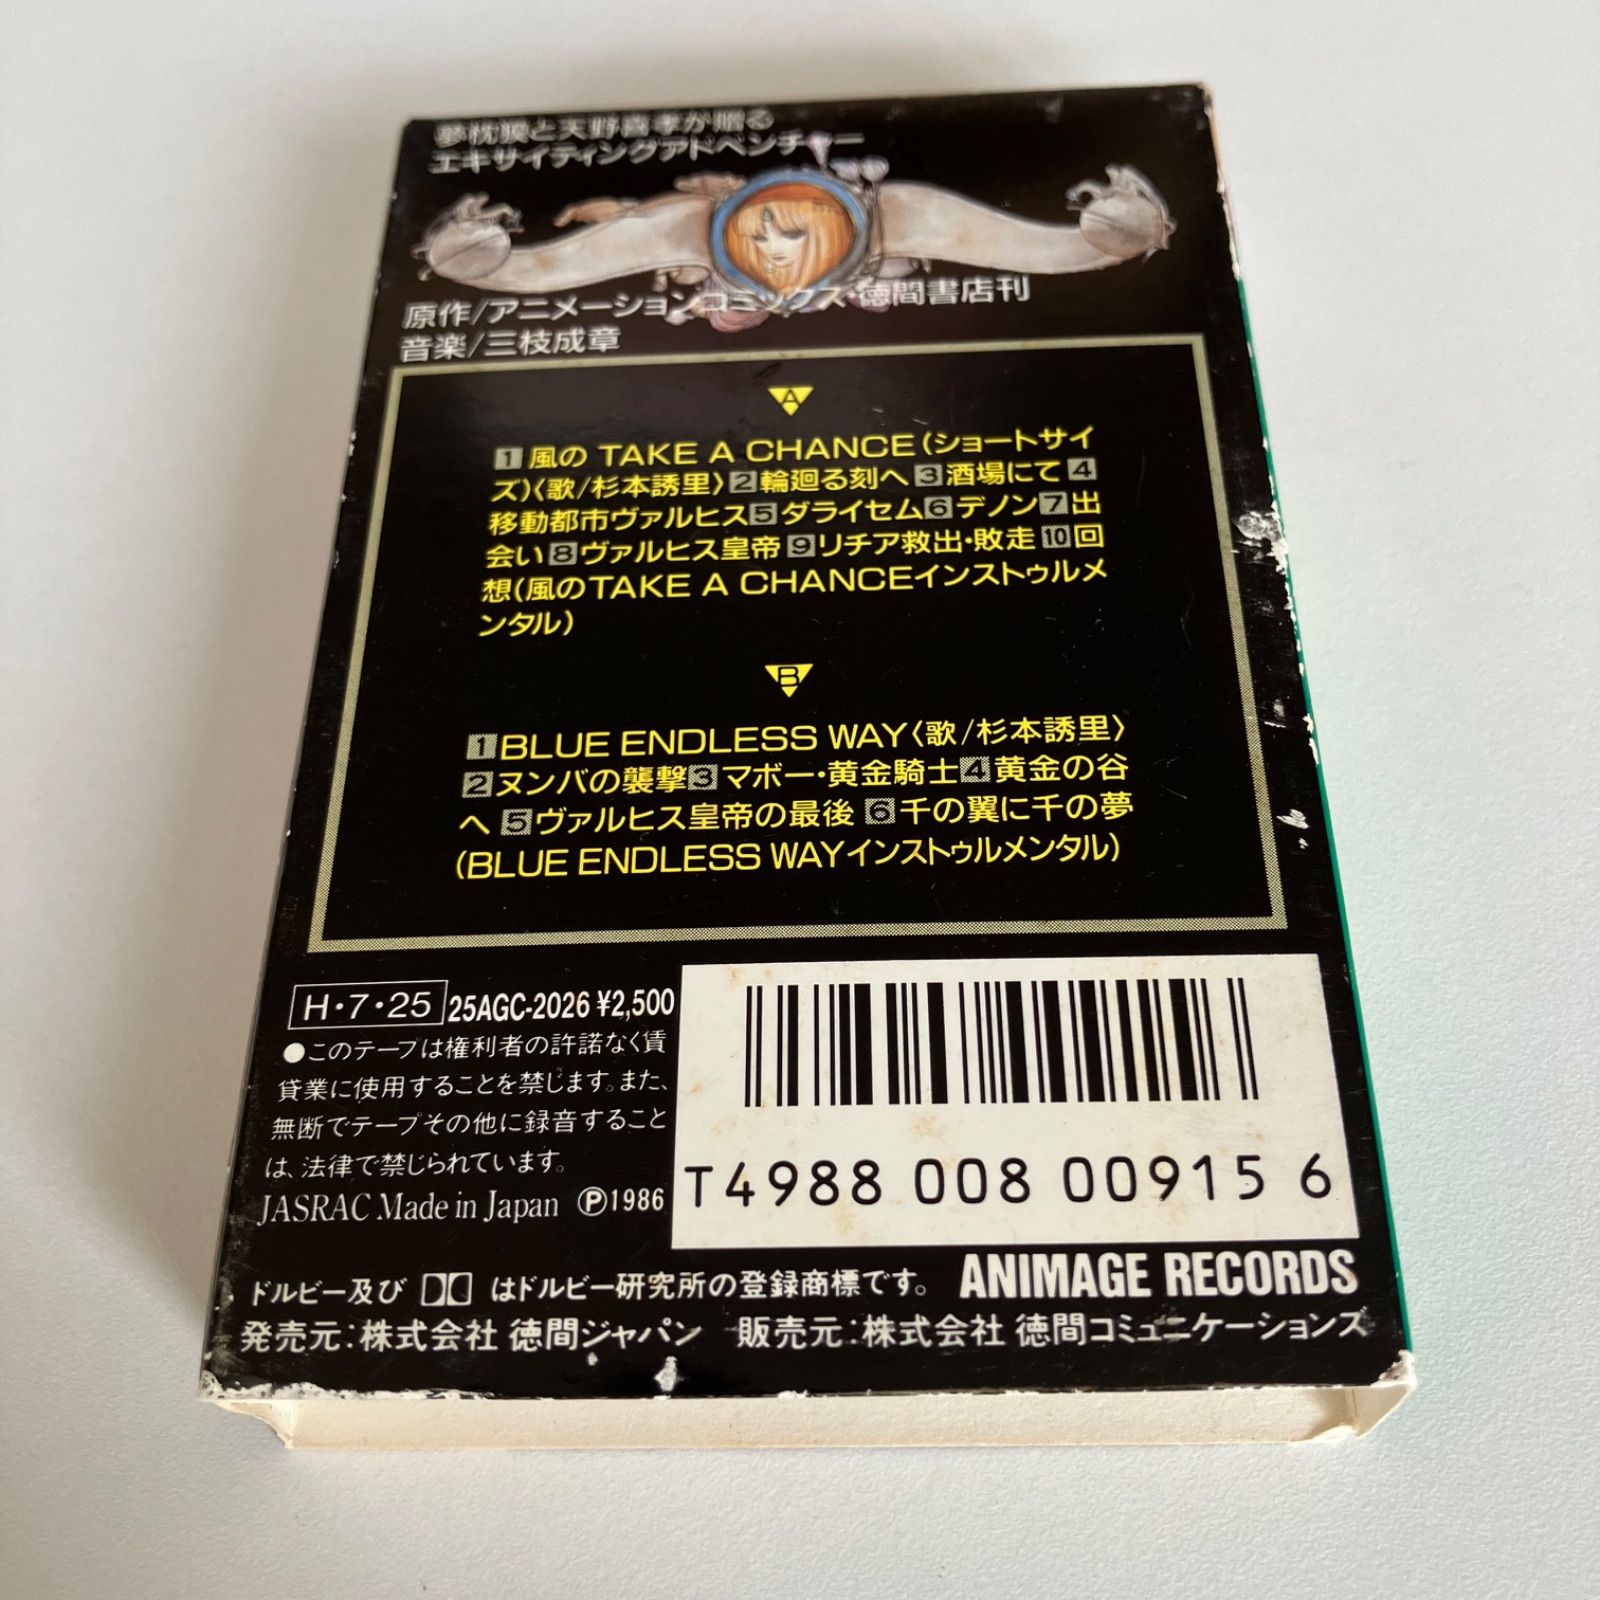 夢枕獏と天野喜孝が贈る
エキサイティングアドベンチャー
原作/アニメーションコミックス・徳間書店刊
音楽/三枝成章
A
1 風の TAKE A CHANCE (ショートサイ
ズ)〈歌/杉本誘里〉2 輪廻る刻へ 3 酒場にて 4
移動都市ヴァルヒス 5 ダライセム 6 デノン 7 出
会い 8 ヴァルヒス皇帝 9 リチア救出・敗走 10 回
想(風のTAKE A CHANCEインストゥルメ
ンタル)
B
1 BLUE ENDLESS WAY〈歌/杉本誘里〉
2 ヌンバの襲撃 3 マボー・黄金騎士 4 黄金の谷
へ 5 ヴァルヒス皇帝の最後 6 千の翼に千の夢
(BLUE ENDLESS WAYインストゥルメンタル)
H・7・25 25AGC-2026 ¥2,500
●このテープは権利者の許諾なく賃
貸業に使用することを禁じます。また、
無断でテープその他に録音すること
は、法律で禁じられています。
JASRAC Made in Japan Ⓟ1986
T4988 008 00915 6
ドルビー及び はドルビー研究所の登録商標です。 ANIMAGE RECORDS
発売元:株式会社 徳間ジャパン 販売元:株式会社 徳間コミュニケーションズ